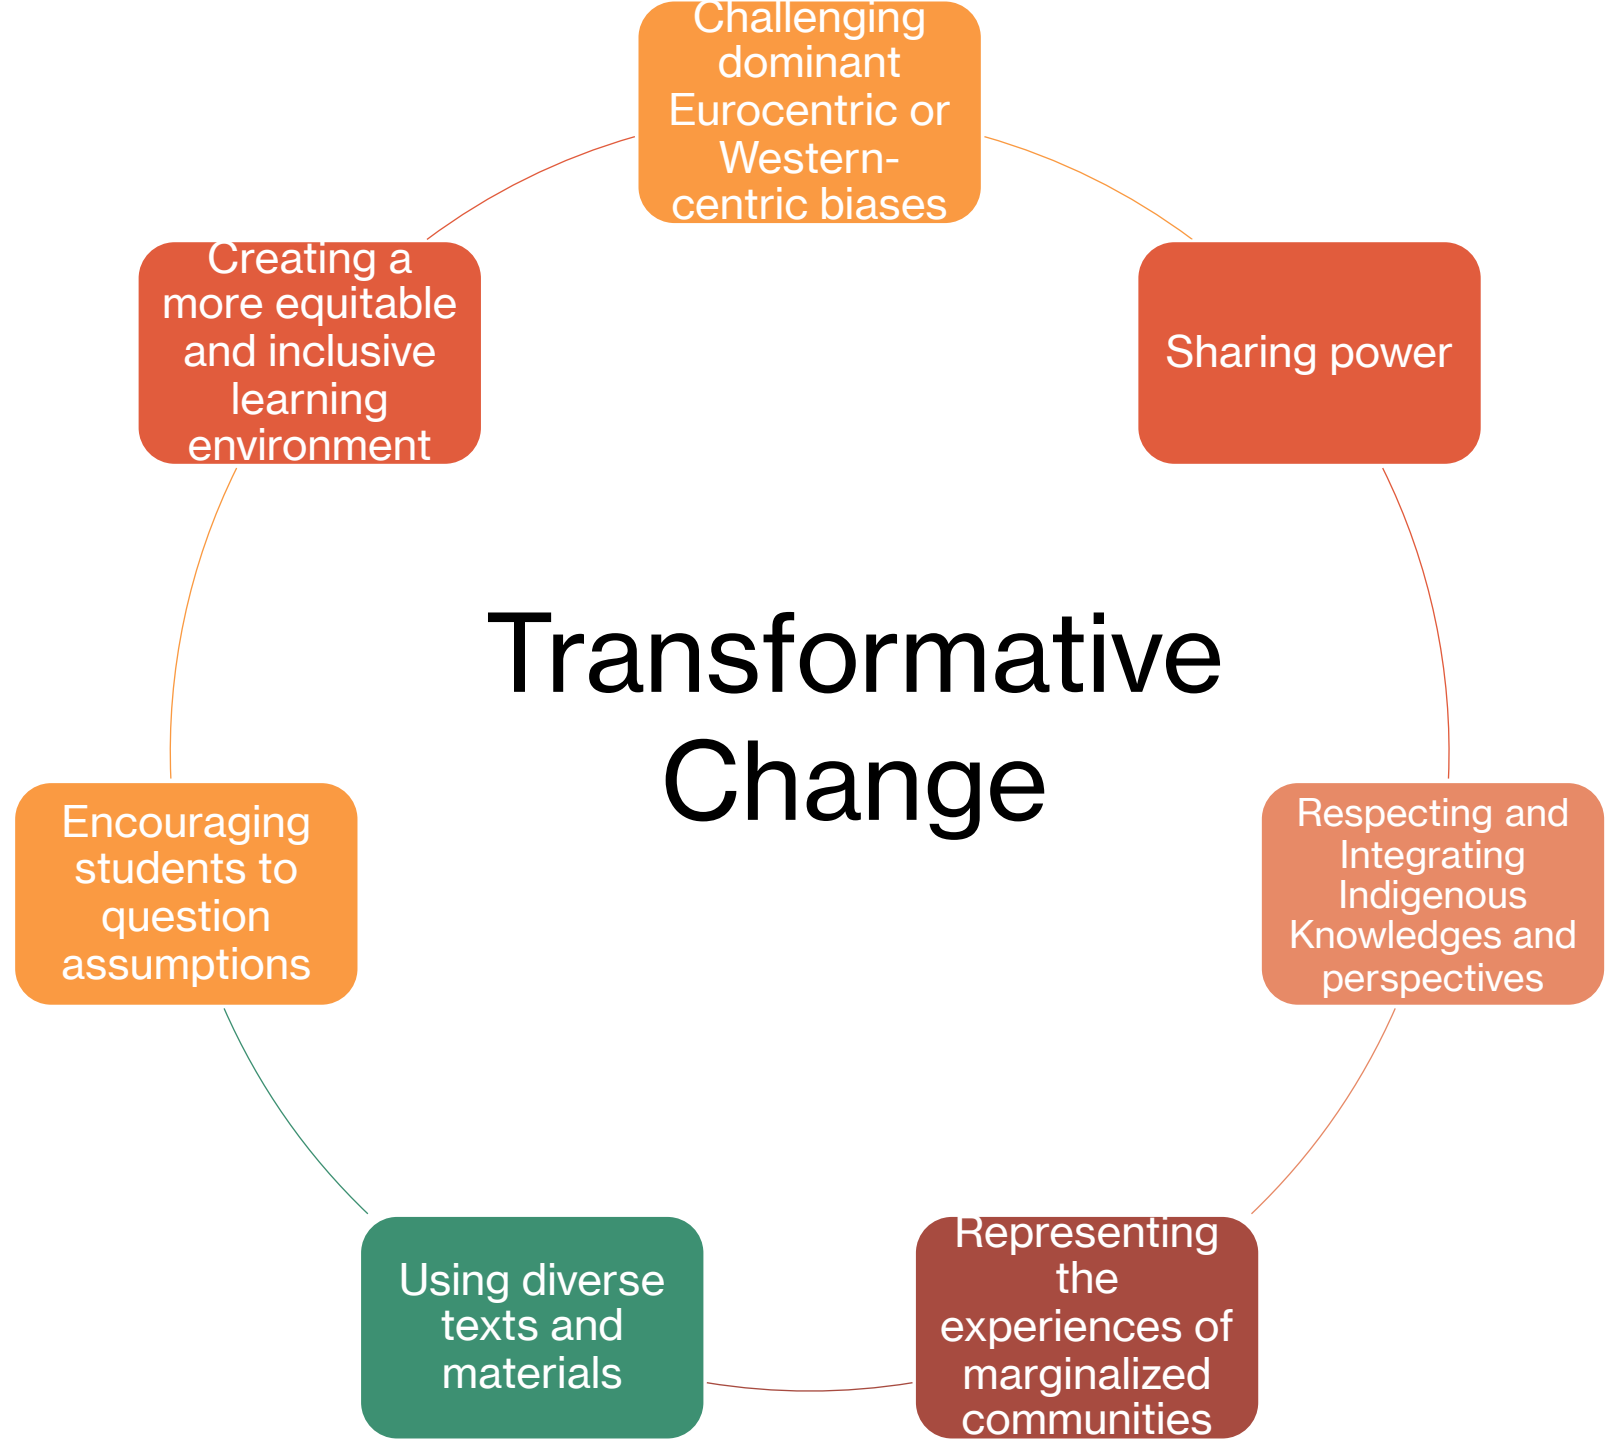 Challenging
dominant
Eurocentric or
Western-
centric biases
Sharing power
Respecting and
Integrating
Indigenous
Knowledges and
perspectives
Representing
the
experiences of
marginalized
communities
Using diverse
texts and
materials
Encouraging
students to
question
assumptions
Creating a
more equitable
and inclusive
learning
environment
Transformative
Change